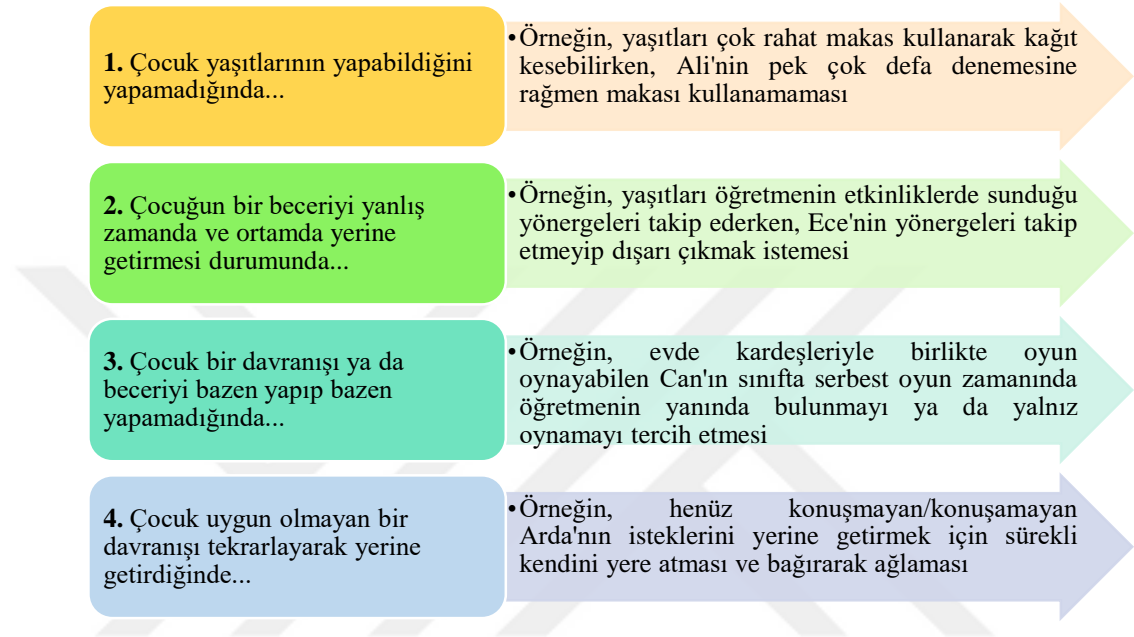 1. Çocuk yaşıtlarının yapabildiğini
yapamadığında...
•Örneğin, yaşıtları çok rahat makas kullanarak kağıt
kesebilirken, Ali'nin pek çok defa denemesine
rağmen makası kullanamaması
2. Çocuğun bir beceriyi yanlış
zamanda ve ortamda yerine
getirmesi durumunda...
•Örneğin, yaşıtları öğretmenin etkinliklerde sunduğu
yönergeleri takip ederken, Ece'nin yönergeleri takip
etmeyip dışarı çıkmak istemesi
3. Çocuk bir davranışı ya da
beceriyi bazen yapıp bazen
yapamadığında...
•Örneğin, evde kardeşleriyle birlikte oyun
oynayabilen Can'ın sınıfta serbest oyun zamanında
öğretmenin yanında bulunmayı ya da yalnız
oynamayı tercih etmesi
4. Çocuk uygun olmayan bir
davranışı tekrarlayarak yerine
getirdiğinde...
•Örneğin, henüz konuşmayan/konuşamayan
Arda'nın isteklerini yerine getirmek için sürekli
kendini yere atması ve bağırarak ağlaması